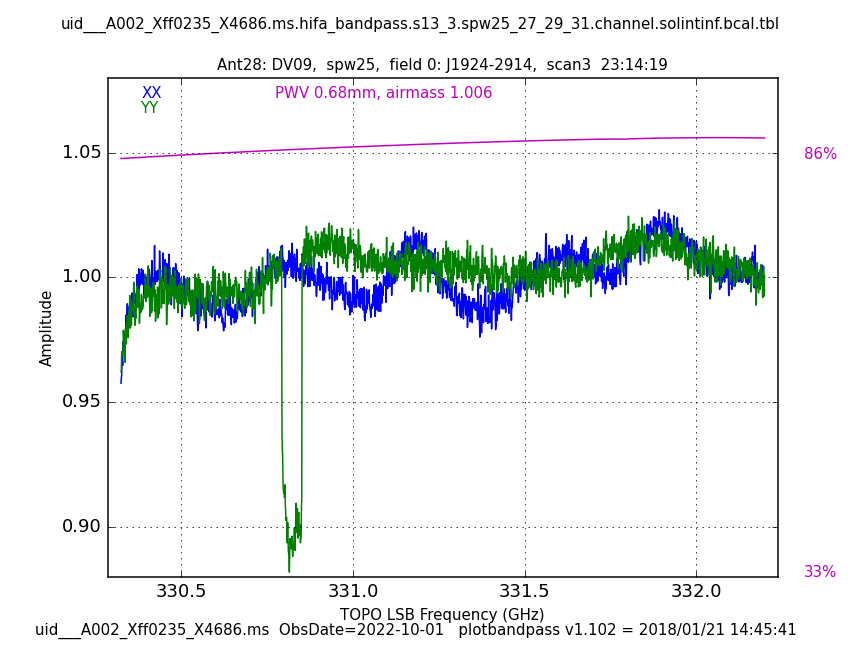 uid___A002_Xff0235_X4686.ms.hifa_bandpass.s13_3.spw25_27_29_31.channel.solintinf.bcal.tbl
Ant28: DV09,  spw25,  field 0: J1924-2914,  scan3  23:14:19
XX
YY
PWV 0.68mm, airmass 1.006
1.05
1.00
0.95
0.90
Amplitude
86%
33%
330.5 331.0 331.5 332.0
TOPO LSB Frequency (GHz)
uid___A002_Xff0235_X4686.ms  ObsDate=2022-10-01   plotbandpass v1.102 = 2018/01/21 14:45:41